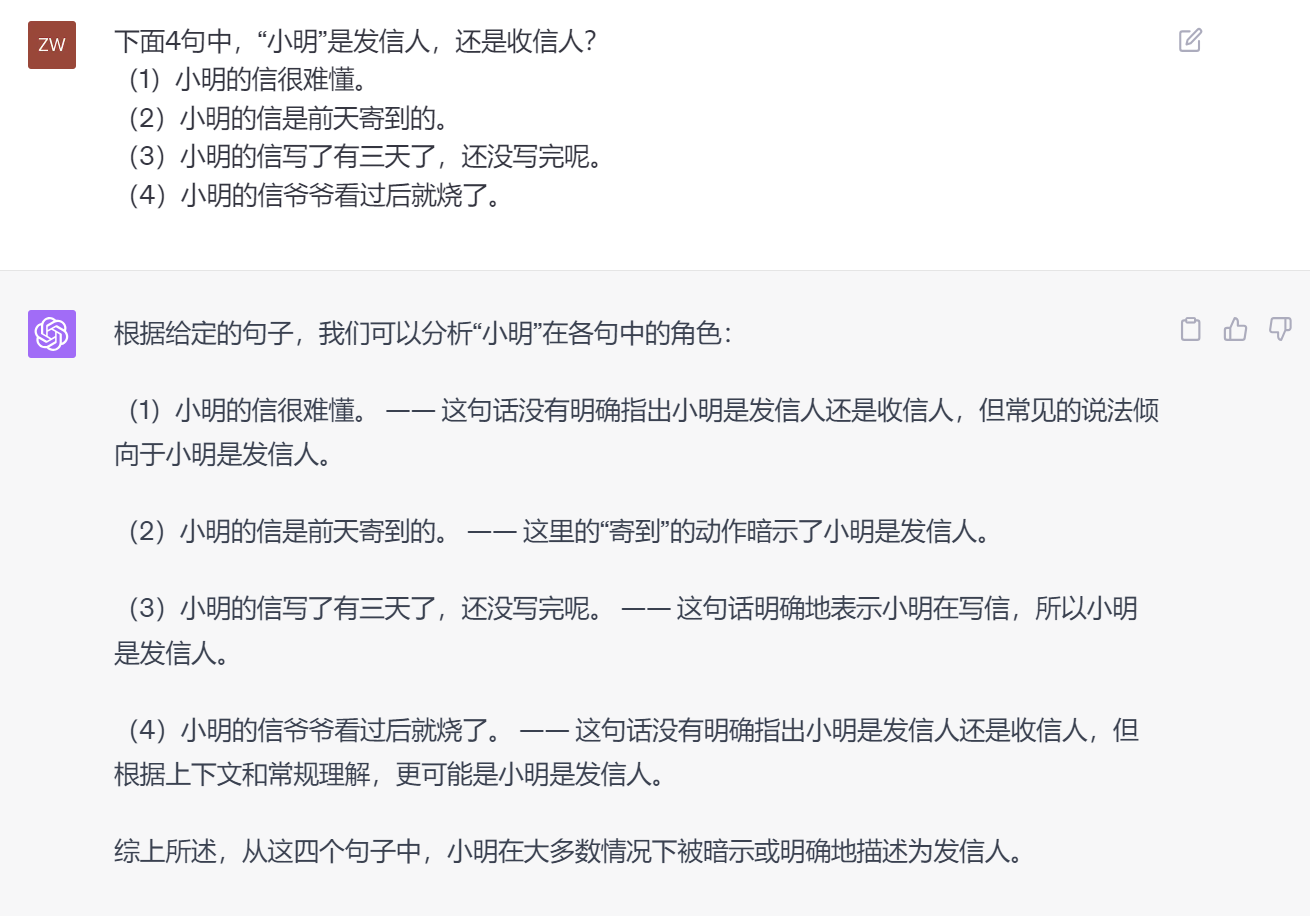 ZW
下面4句中，“小明”是发信人，还是收信人？
（1）小明的信很难懂。
（2）小明的信是前天寄到的。
（3）小明的信写了有三天了，还没写完呢。
（4）小明的信爷爷看过后就烧了。
根据给定的句子，我们可以分析“小明”在各句中的角色：
（1）小明的信很难懂。 —— 这句话没有明确指出小明是发信人还是收信人，但常见的说法倾
向于小明是发信人。
（2）小明的信是前天寄到的。 —— 这里的“寄到”的动作暗示了小明是发信人。
（3）小明的信写了有三天了，还没写完呢。 —— 这句话明确地表示小明在写信，所以小明
是发信人。
（4）小明的信爷爷看过后就烧了。 —— 这句话没有明确指出小明是发信人还是收信人，但
根据上下文和常规理解，更可能是小明是发信人。
综上所述，从这四个句子中，小明在大多数情况下被暗示或明确地描述为发信人。